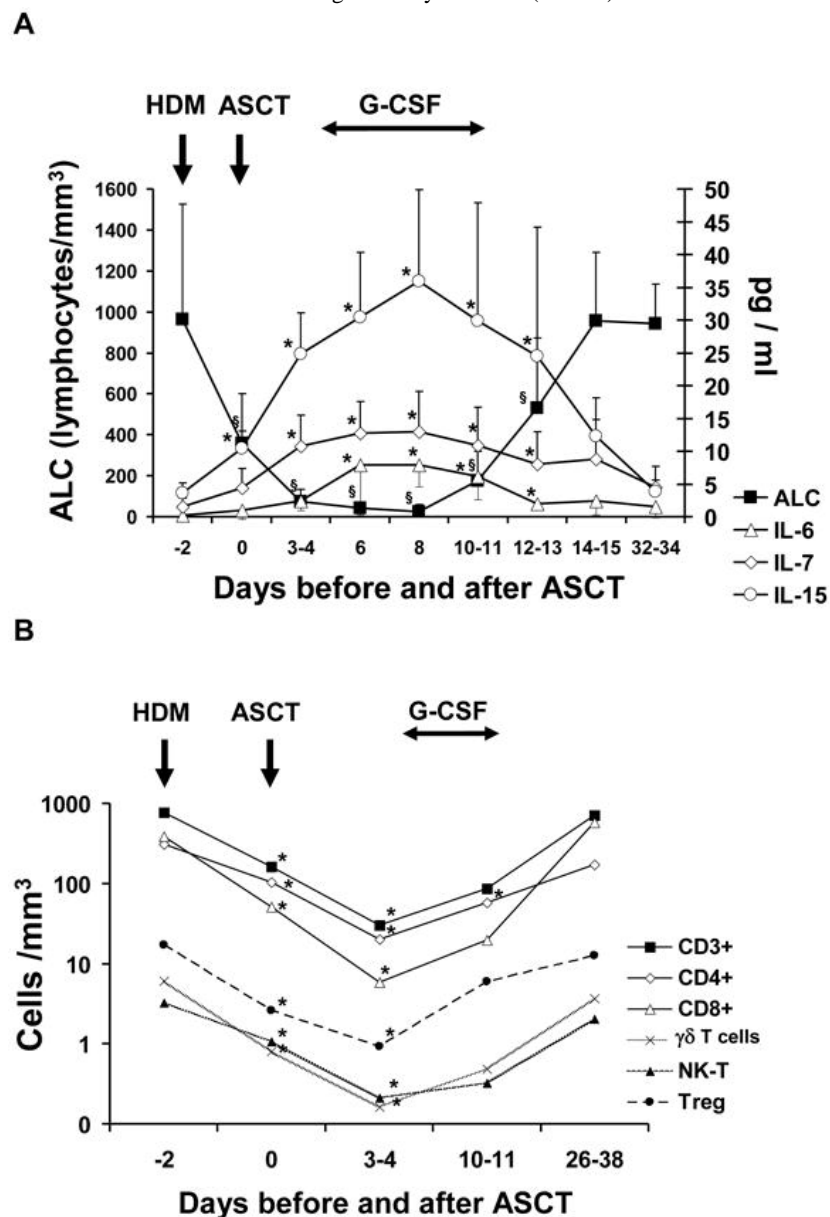 A
HDM ASCT G-CSF
ALC (lymphocytes/mm³)
1600
1400
1200
1000
800
600
400
200
0
50
45
40
35
30
25
20
15
10
5
0
pg / ml
* * * * * * *
* * * * * *
* * * *
§ § § § § §
-2 0 3-4 6 8 10-11 12-13 14-15 32-34
Days before and after ASCT
ALC
IL-6
IL-7
IL-15
B
HDM ASCT G-CSF
Cells /mm³
1000
100
10
1
0
* * * * * *
* * * * * *
*
-2 0 3-4 10-11 26-38
Days before and after ASCT
CD3+
CD4+
CD8+
γδ T cells
NK-T
Treg